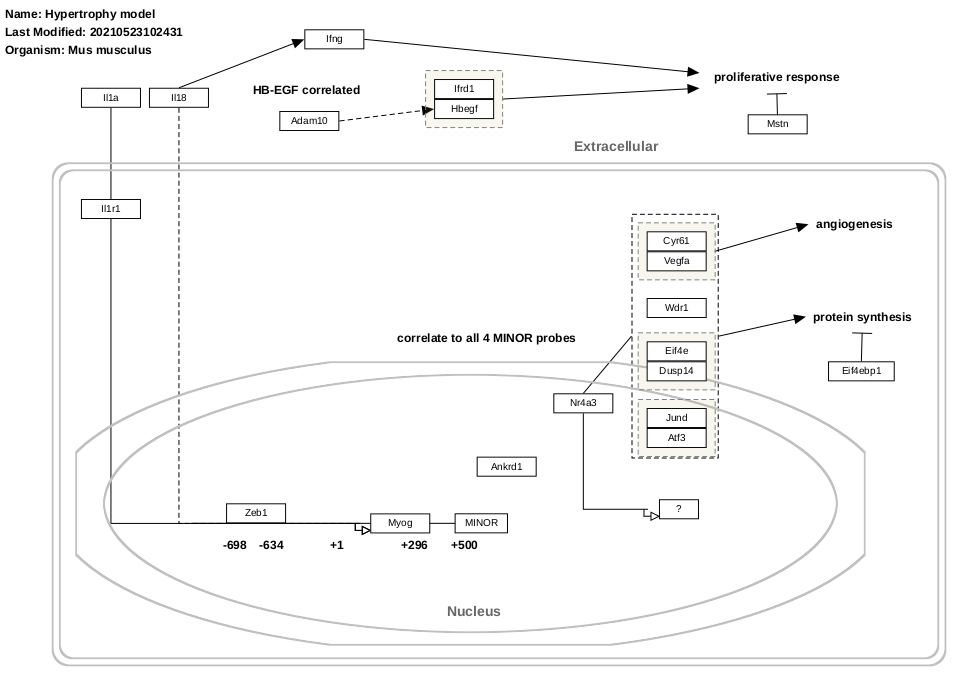 Name: Hypertrophy model
Last Modified: 20210523102431
Organism: Mus musculus
Ifng
proliferative response
Il1a
Il18
HB-EGF correlated
Ifrd1
Hbegf
Adam10
Mstn
Extracellular
Il1r1
Cyr61
Vegfa
angiogenesis
Wdr1
protein synthesis
correlate to all 4 MINOR probes
Eif4e
Dusp14
Eif4ebp1
Nr4a3
Jund
Atf3
Ankrd1
Zeb1
Myog
MINOR
?
-698
-634
+1
+296
+500
Nucleus